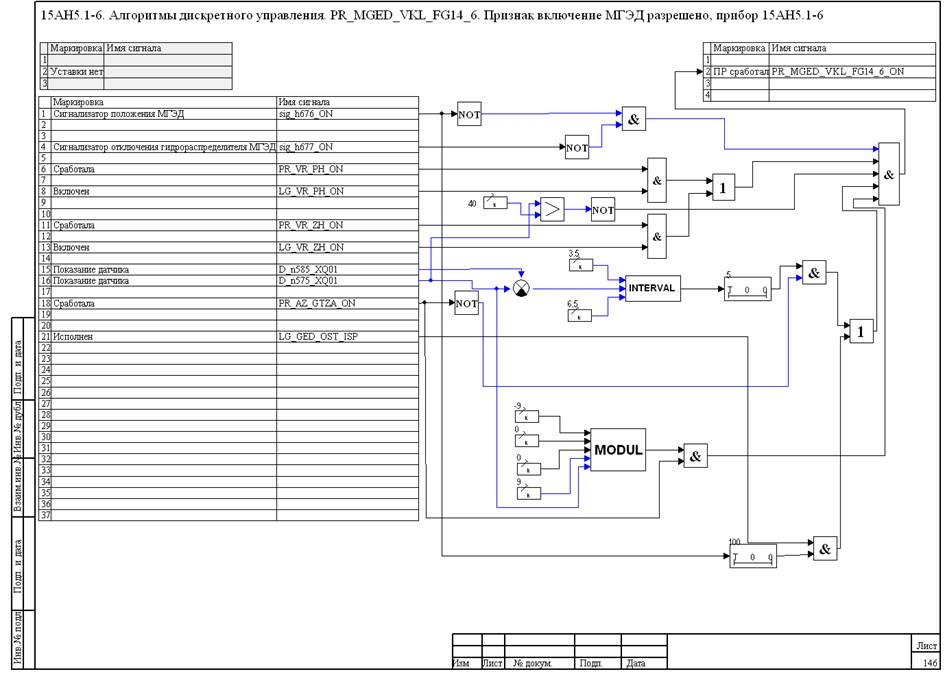 15АН5.1-6. Алгоритмы дискретного управления. PR_MGED_VKL_FG14_6. Признак включение МГЭД разрешено, прибор 15АН5.1-6
Маркировка Имя сигнала
1
2 Уставки нет
3
Маркировка Имя сигнала
1
2 ПР сработал PR_MGED_VKL_FG14_6_ON
3
4
Маркировка Имя сигнала
1 Сигнализатор положения МГЭД sig_h676_ON
2
3
4 Сигнализатор отключения гидрораспределителя МГЭД sig_h677_ON
5
6 Сработала PR_VR_PH_ON
7
8 Включен LG_VR_PH_ON
9
10
11 Сработала PR_VR_ZH_ON
12
13 Включен LG_VR_ZH_ON
14
15 Показание датчика D_n585_XQ01
16 Показание датчика D_n575_XQ01
17
18 Сработала PR_AZ_GTZA_ON
19
20
21 Исполнен LG_GED_OST_ISP
22
23
24
25
26
27
28
29
30
31
32
33
34
35
36
37
NOT
&
NOT
&
&
1
40 к
>
NOT
&
3.5
к
INTERVAL
6.5
к
5
T 0 0
&
NOT
1
-9
к
0
к
0
к
9
к
MODUL
&
100
T 0 0
&
Подп. и дата
Взаим.инв.№ Инв.№ дубл
Подп. и дата
Инв № подл
Изм Лист № докум. Подп. Дата
Лист
146